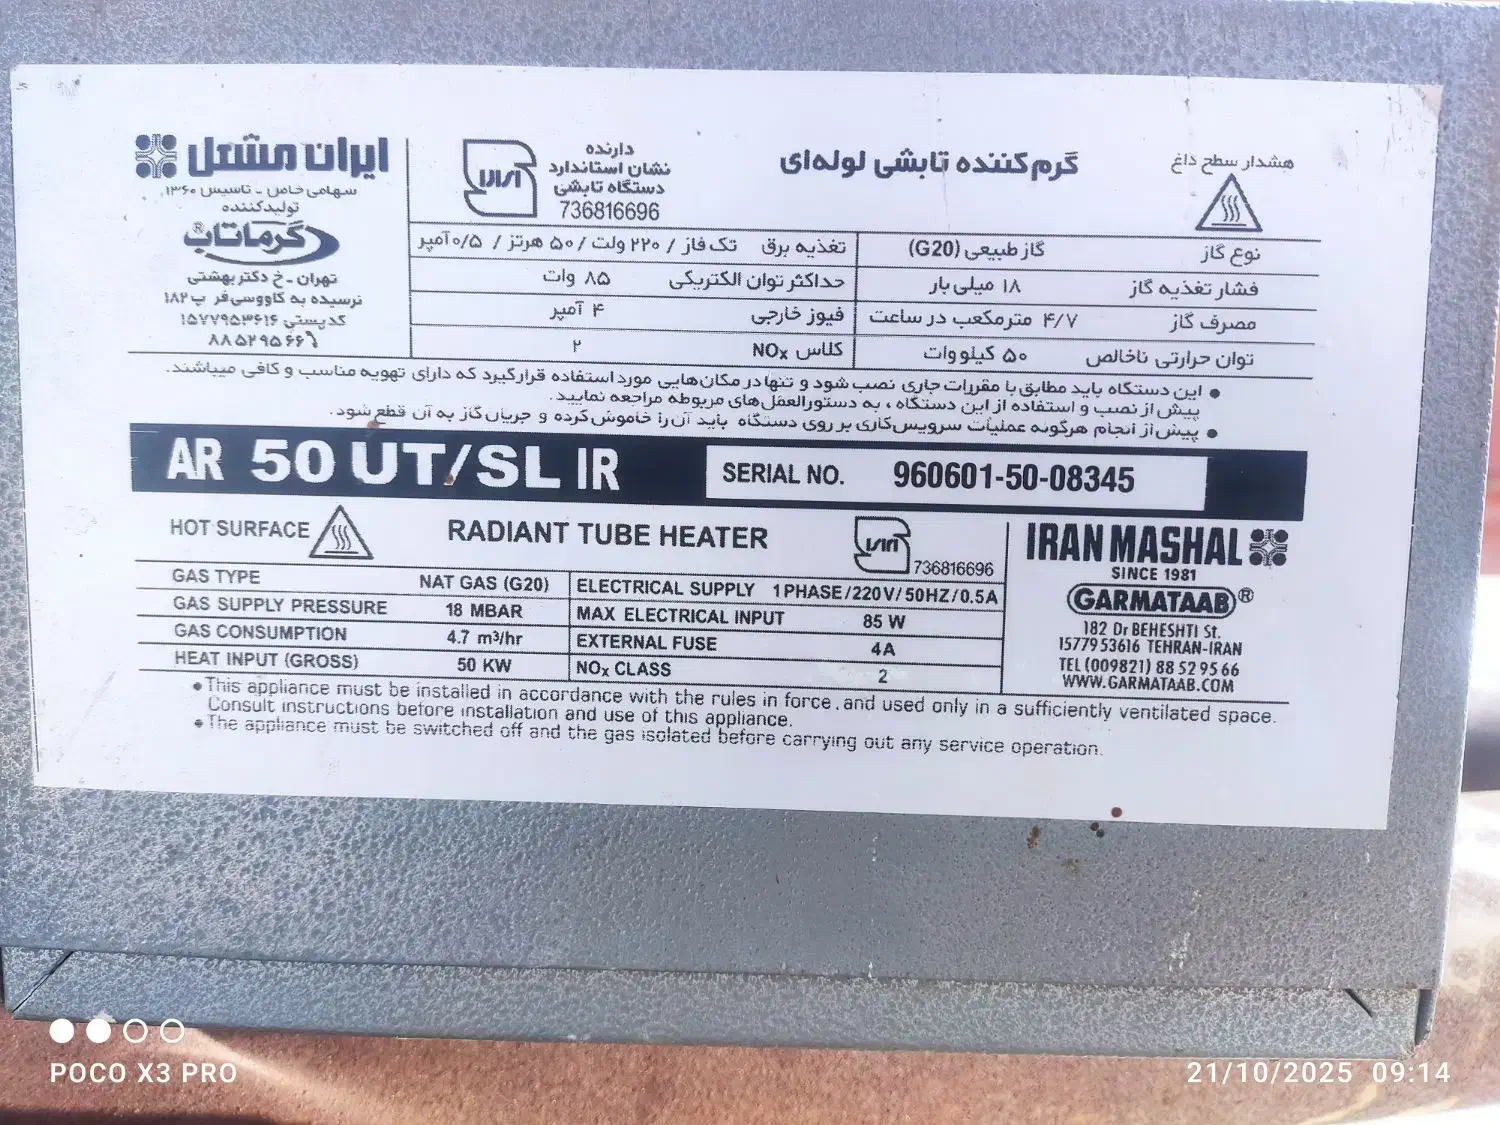 هشدار سطح داغ
گرم کننده تابشی لوله‌ای
دارنده
نشان استاندارد
دستگاه تابشی
736816696
ایران مشعل
سهامی خاص - تاسیس ۱۳۶۰
تولیدکننده
گرماتاب®
تهران - خ دکتر بهشتی
نرسیده به کاووسی‌فر پ ۱۸۲
کدپستی ۱۵۷۷۹۵۳۶۱۶
۸۸۵۲۹۵۶۶
نوع گاز گاز طبیعی (G20)
فشار تغذیه گاز ۱۸ میلی بار
مصرف گاز ۴/۷ مترمکعب در ساعت
توان حرارتی ناخالص ۵۰ کیلووات
تغذیه برق تک فاز / ۲۲۰ ولت / ۵۰ هرتز / ۰/۵ آمپر
حداکثر توان الکتریکی ۸۵ وات
فیوز خارجی ۴ آمپر
کلاس NOx ۲
• این دستگاه باید مطابق با مقررات جاری نصب شود و تنها در مکان‌هایی مورد استفاده قرار گیرد که دارای تهویه مناسب و کافی میباشند.
پیش از نصب و استفاده از این دستگاه ، به دستورالعمل‌های مربوطه مراجعه نمایید.
• پیش از انجام هرگونه عملیات سرویس‌کاری بر روی دستگاه باید آن را خاموش کرده و جریان گاز به آن قطع شود.
AR 50 UT/SL IR
SERIAL NO. 960601-50-08345
HOT SURFACE
RADIANT TUBE HEATER
736816696
GAS TYPE NAT GAS (G20)
GAS SUPPLY PRESSURE 18 MBAR
GAS CONSUMPTION 4.7 m³/hr
HEAT INPUT (GROSS) 50 KW
ELECTRICAL SUPPLY 1PHASE/220V/50HZ/0.5A
MAX ELECTRICAL INPUT 85 W
EXTERNAL FUSE 4A
NOx CLASS 2
IRAN MASHAL
SINCE 1981
GARMATAAB®
182 Dr BEHESHTI St.
1577953616 TEHRAN-IRAN
TEL (009821) 88 52 95 66
WWW.GARMATAAB.COM
• This appliance must be installed in accordance with the rules in force, and used only in a sufficiently ventilated space.
Consult instructions before installation and use of this appliance.
• The appliance must be switched off and the gas isolated before carrying out any service operation.
POCO X3 PRO
21/10/2025 09:14